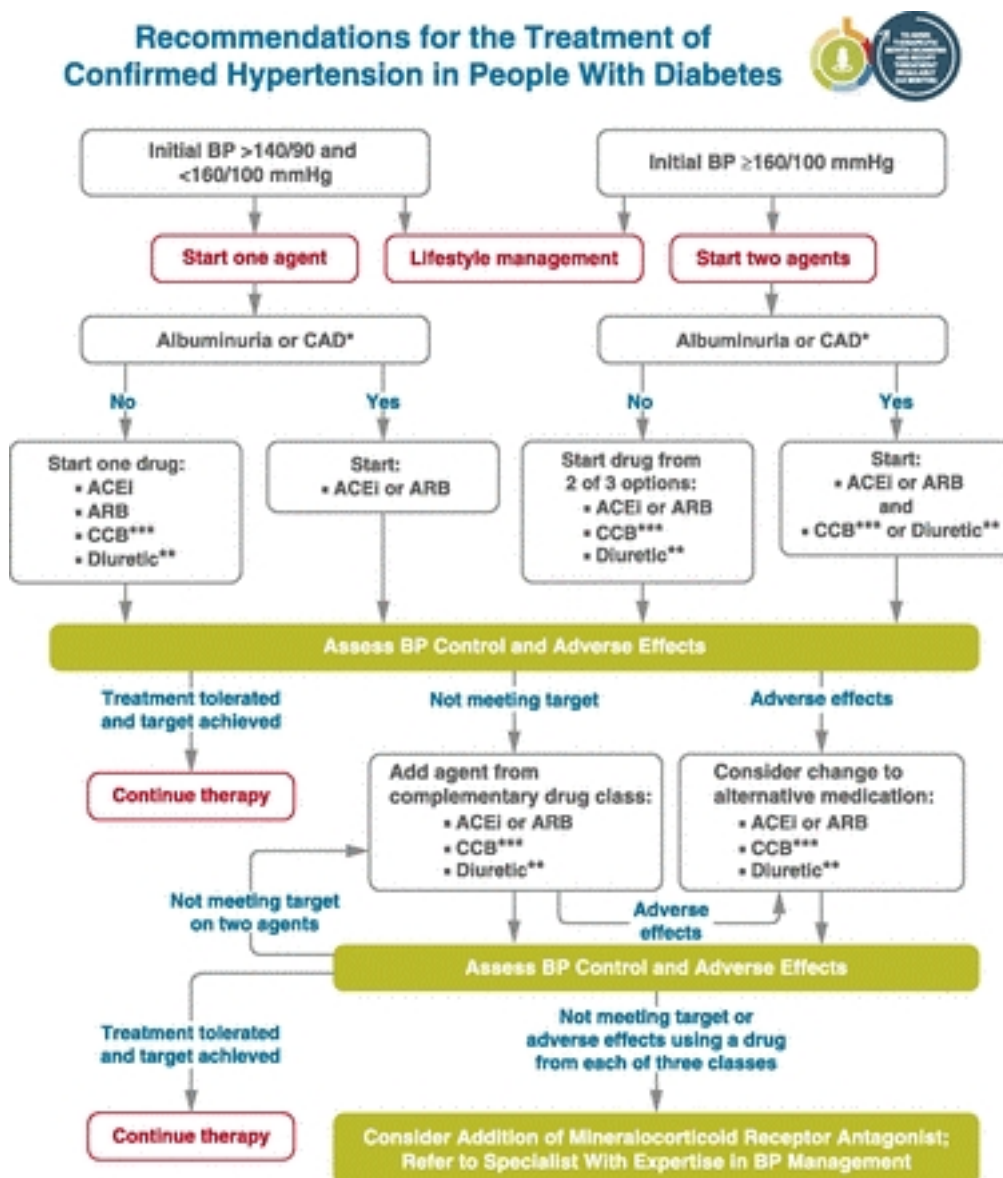 Recommendations for the Treatment of
Confirmed Hypertension in People With Diabetes
Initial BP >140/90 and
<160/100 mmHg
Initial BP ≥160/100 mmHg
Start one agent
Lifestyle management
Start two agents
Albuminuria or CAD*
Albuminuria or CAD*
No
Yes
No
Yes
Start one drug:
▪ ACEi
▪ ARB
▪ CCB***
▪ Diuretic**
Start:
▪ ACEi or ARB
Start drug from
2 of 3 options:
▪ ACEi or ARB
▪ CCB***
▪ Diuretic**
Start:
▪ ACEi or ARB
and
▪ CCB*** or Diuretic**
Assess BP Control and Adverse Effects
Treatment tolerated
and target achieved
Not meeting target
Adverse effects
Continue therapy
Add agent from
complementary drug class:
▪ ACEi or ARB
▪ CCB***
▪ Diuretic**
Consider change to
alternative medication:
▪ ACEi or ARB
▪ CCB***
▪ Diuretic**
Not meeting target
on two agents
Adverse
effects
Assess BP Control and Adverse Effects
Treatment tolerated
and target achieved
Not meeting target or
adverse effects using a drug
from each of three classes
Continue therapy
Consider Addition of Mineralocorticoid Receptor Antagonist;
Refer to Specialist With Expertise in BP Management